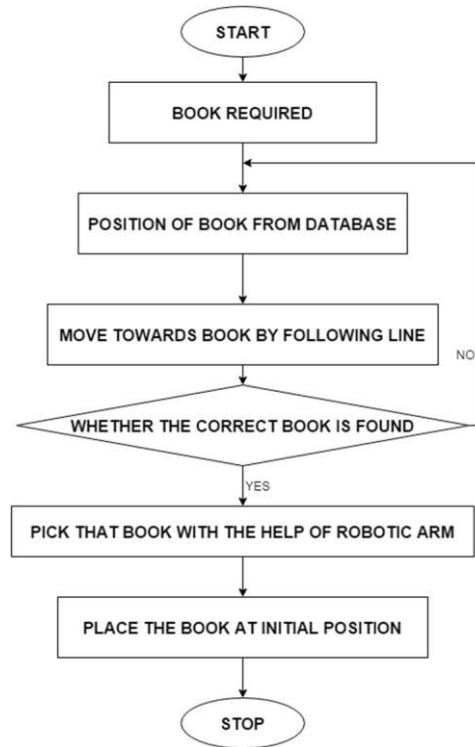 START
BOOK REQUIRED
POSITION OF BOOK FROM DATABASE
MOVE TOWARDS BOOK BY FOLLOWING LINE
NO
WHETHER THE CORRECT BOOK IS FOUND
YES
PICK THAT BOOK WITH THE HELP OF ROBOTIC ARM
PLACE THE BOOK AT INITIAL POSITION
STOP